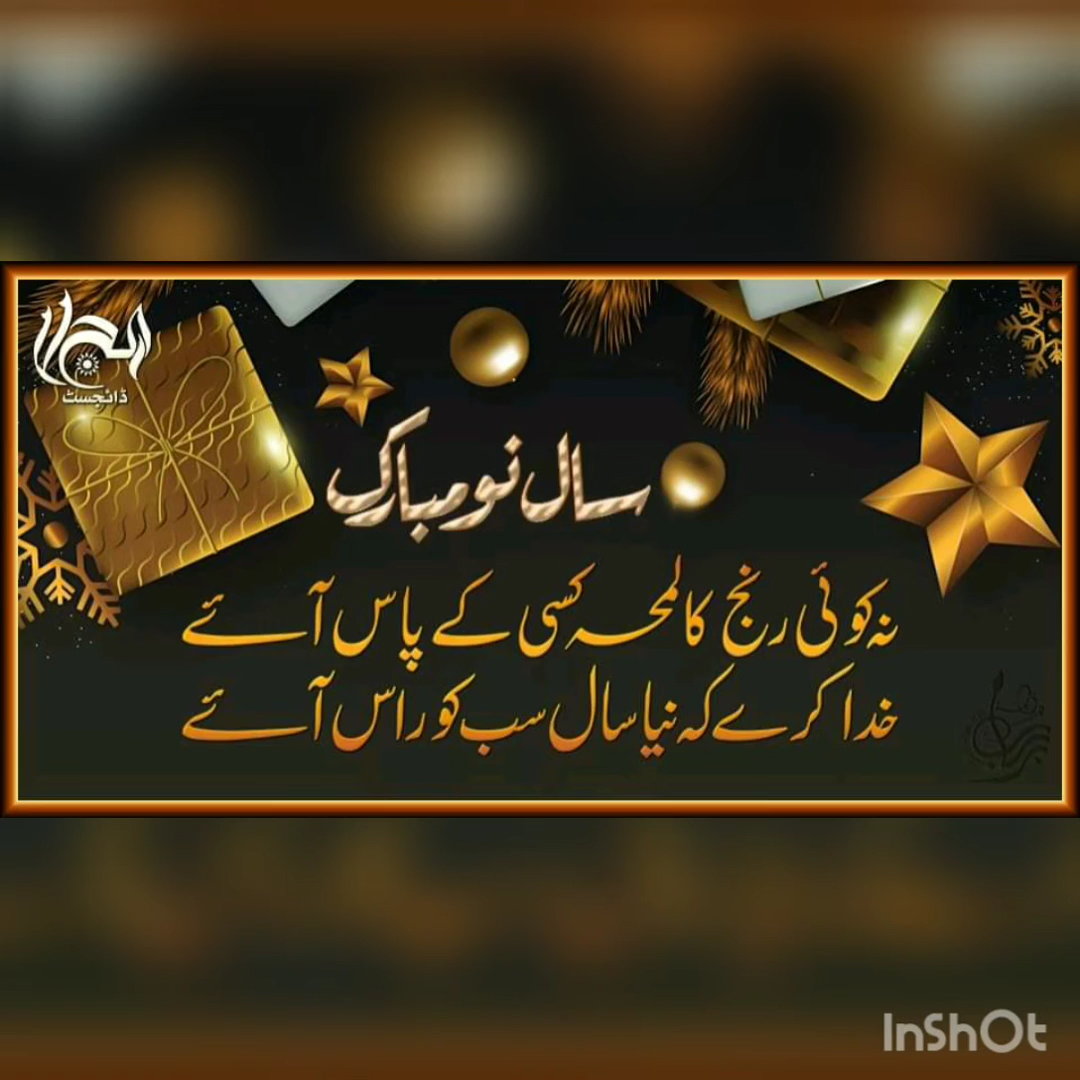 ڈائجسٹ
سال نو مبارک
نہ کوئی رنج کا لمحہ کسی کے پاس آئے
خدا کرے کہ نیا سال سب کو راس آئے
InShOt